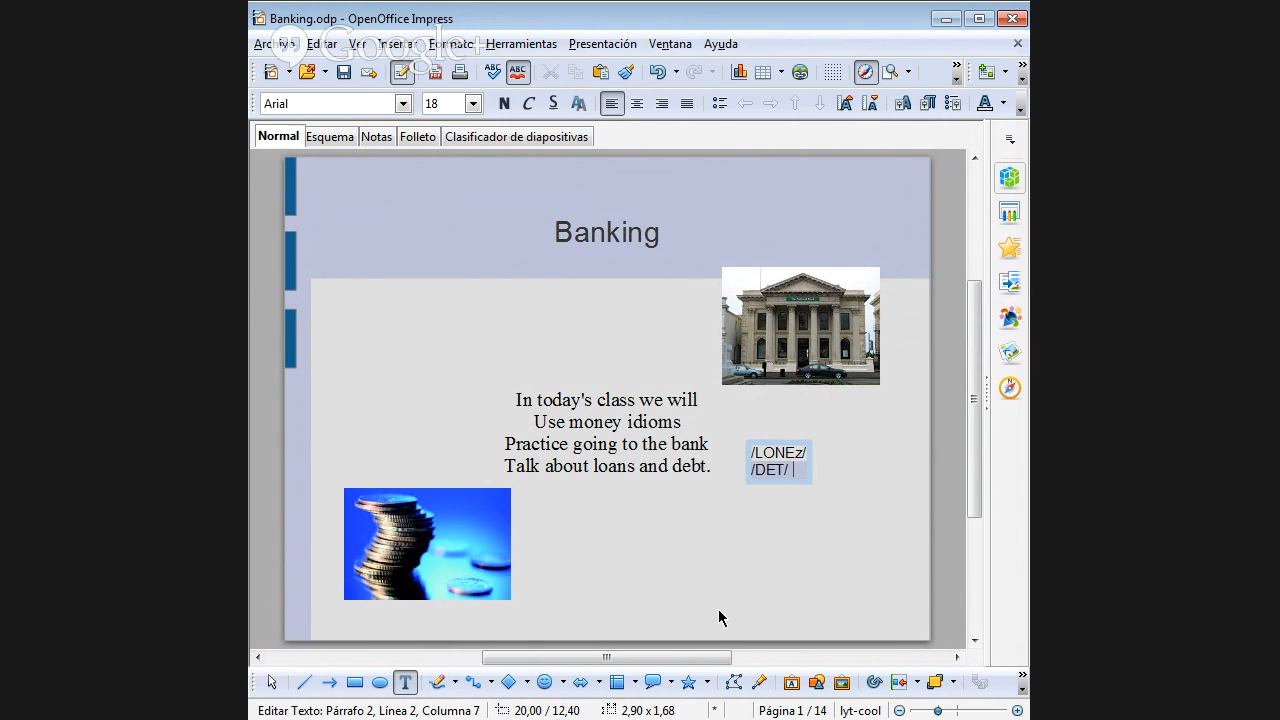 Banking.odp - OpenOffice Impress
Archivo Editar Ver Insertar Formato Herramientas Presentación Ventana Ayuda
Google+
Arial 18 N C S
Normal Esquema Notas Folleto Clasificador de diapositivas
Banking
In today's class we will
Use money idioms
Practice going to the bank
Talk about loans and debt.
/LONEz/
/DET/
Editar Texto: Párrafo 2, Línea 2, Columna 7 20,00 / 12,40 2,90 x 1,68 * Página 1 / 14 lyt-cool